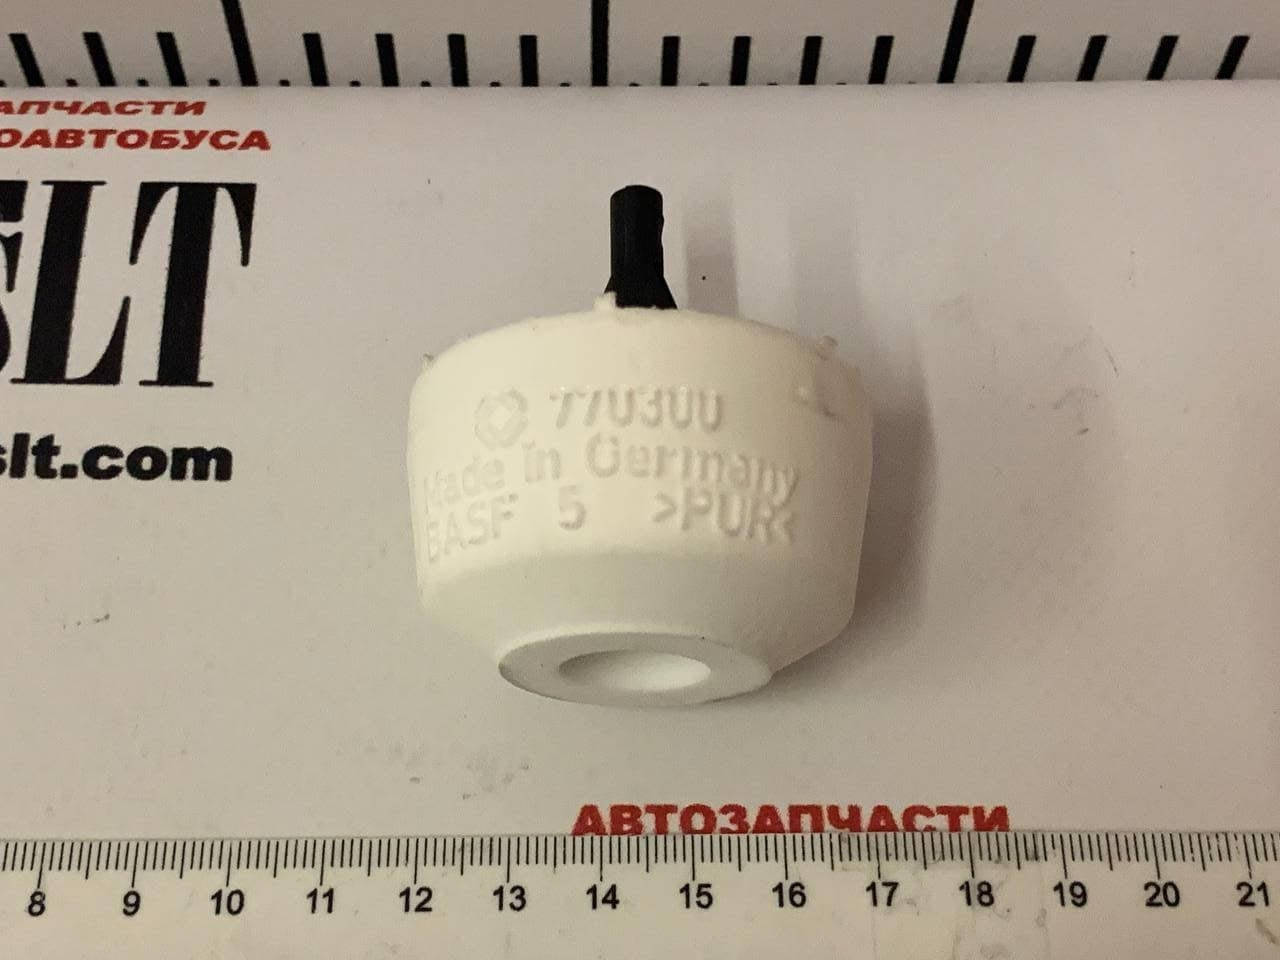 АПЧАСТИ
ОАВТОБУСА
LT
slt.com
770300
Made In Germany
BASF 5 >PUR<
АВТОЗАПЧАСТИ
8 9 10 11 12 13 14 15 16 17 18 19 20 21